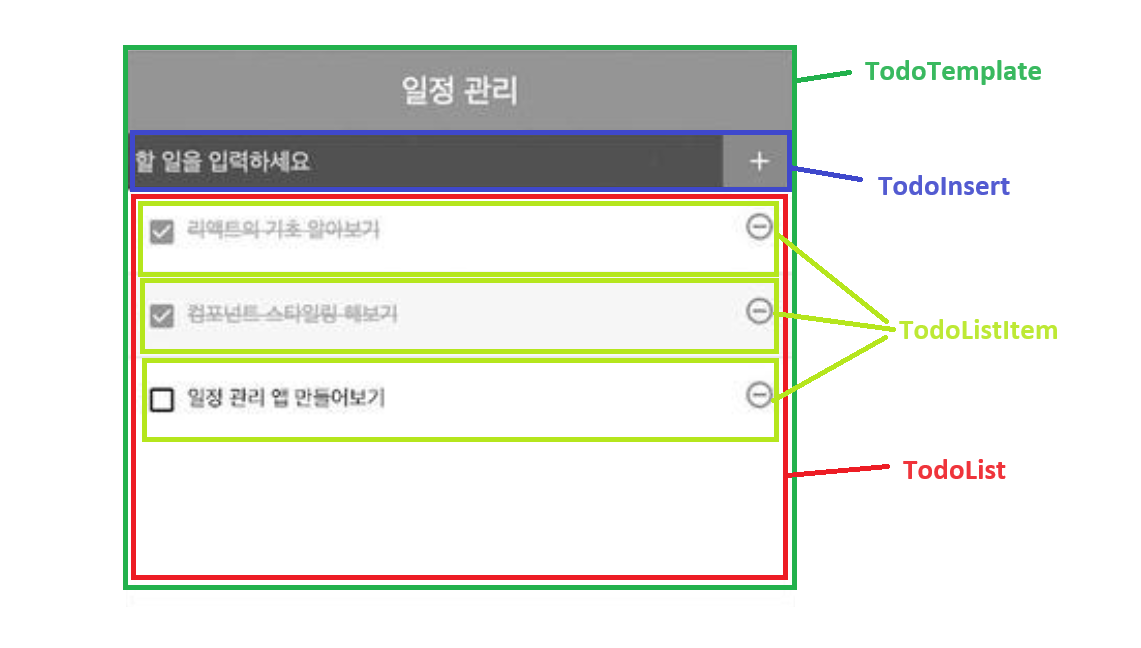 일정 관리
TodoTemplate
할 일을 입력하세요
+
TodoInsert
리액트의 기초 알아보기
컴포넌트 스타일링 해보기
TodoListItem
일정 관리 앱 만들어보기
TodoList